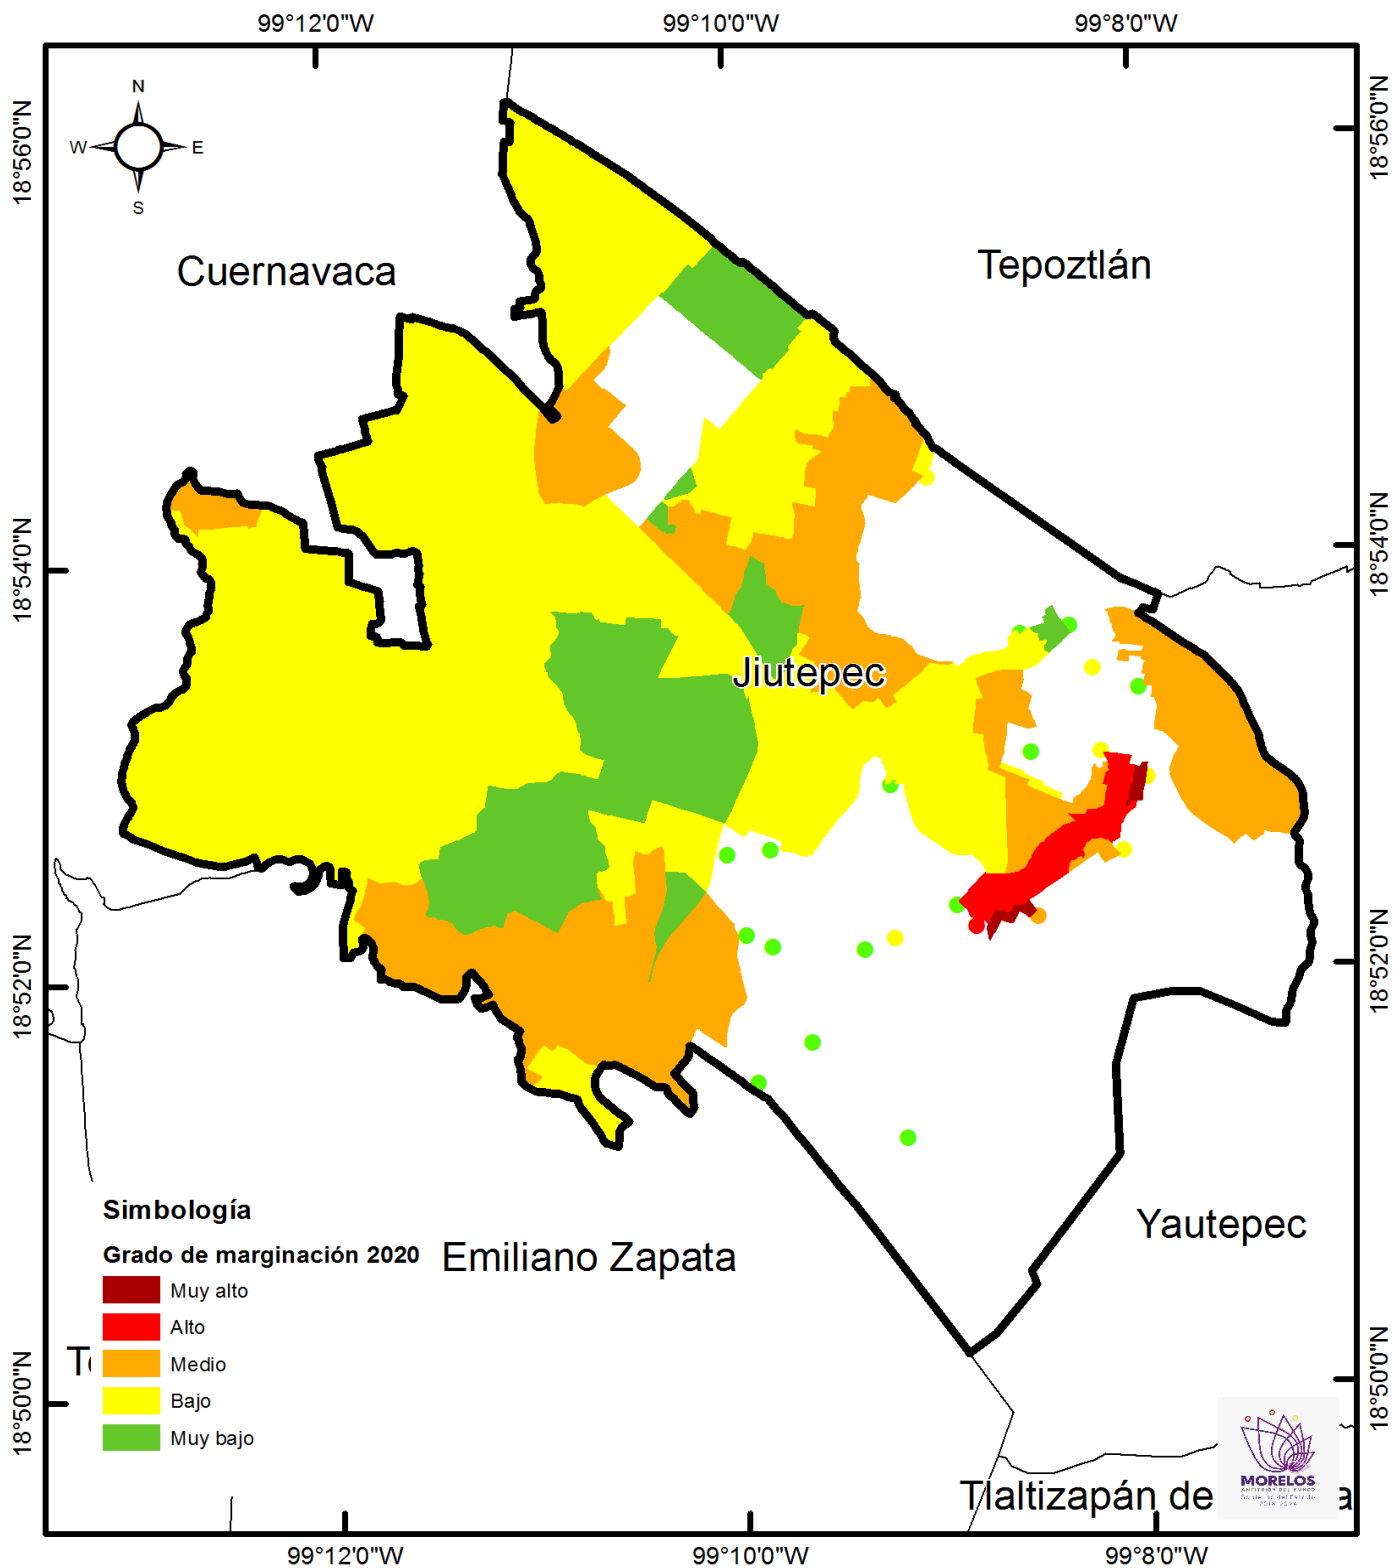 99°12'0"W
99°10'0"W
99°8'0"W
18°56'0"N
18°56'0"N
N
W
E
S
Cuernavaca
Tepoztlán
18°54'0"N
18°54'0"N
Jiutepec
18°52'0"N
18°52'0"N
Simbología
Grado de marginación 2020
Muy alto
Alto
Medio
Bajo
Muy bajo
Emiliano Zapata
Yautepec
18°50'0"N
18°50'0"N
MORELOS
2018 - 2024
Tlaltizapán de
99°12'0"W
99°10'0"W
99°8'0"W